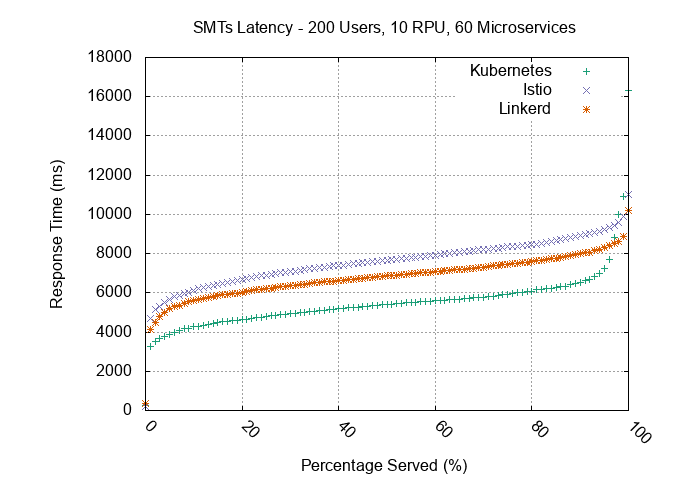 SMTs Latency - 200 Users, 10 RPU, 60 Microservices
18000
16000
14000
12000
10000
8000
6000
4000
2000
0
Response Time (ms)
Kubernetes
Istio
Linkerd
0 20 40 60 80 100
Percentage Served (%)